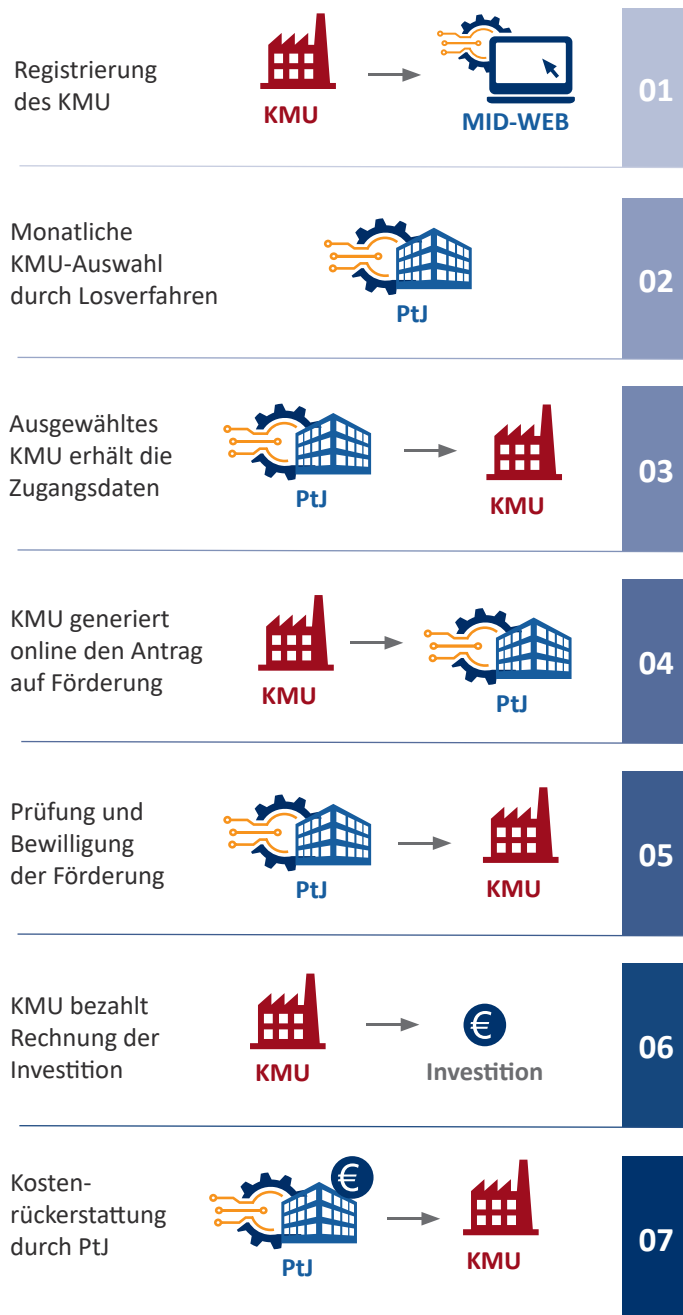 Registrierung
des KMU
KMU
MID-WEB
01
Monatliche
KMU-Auswahl
durch Losverfahren
PtJ
02
Ausgewähltes
KMU erhält die
Zugangsdaten
PtJ
KMU
03
KMU generiert
online den Antrag
auf Förderung
KMU
PtJ
04
Prüfung und
Bewilligung
der Förderung
PtJ
KMU
05
KMU bezahlt
Rechnung der
Investition
KMU
€
Investition
06
Kosten-
rückerstattung
durch PtJ
€
PtJ
KMU
07